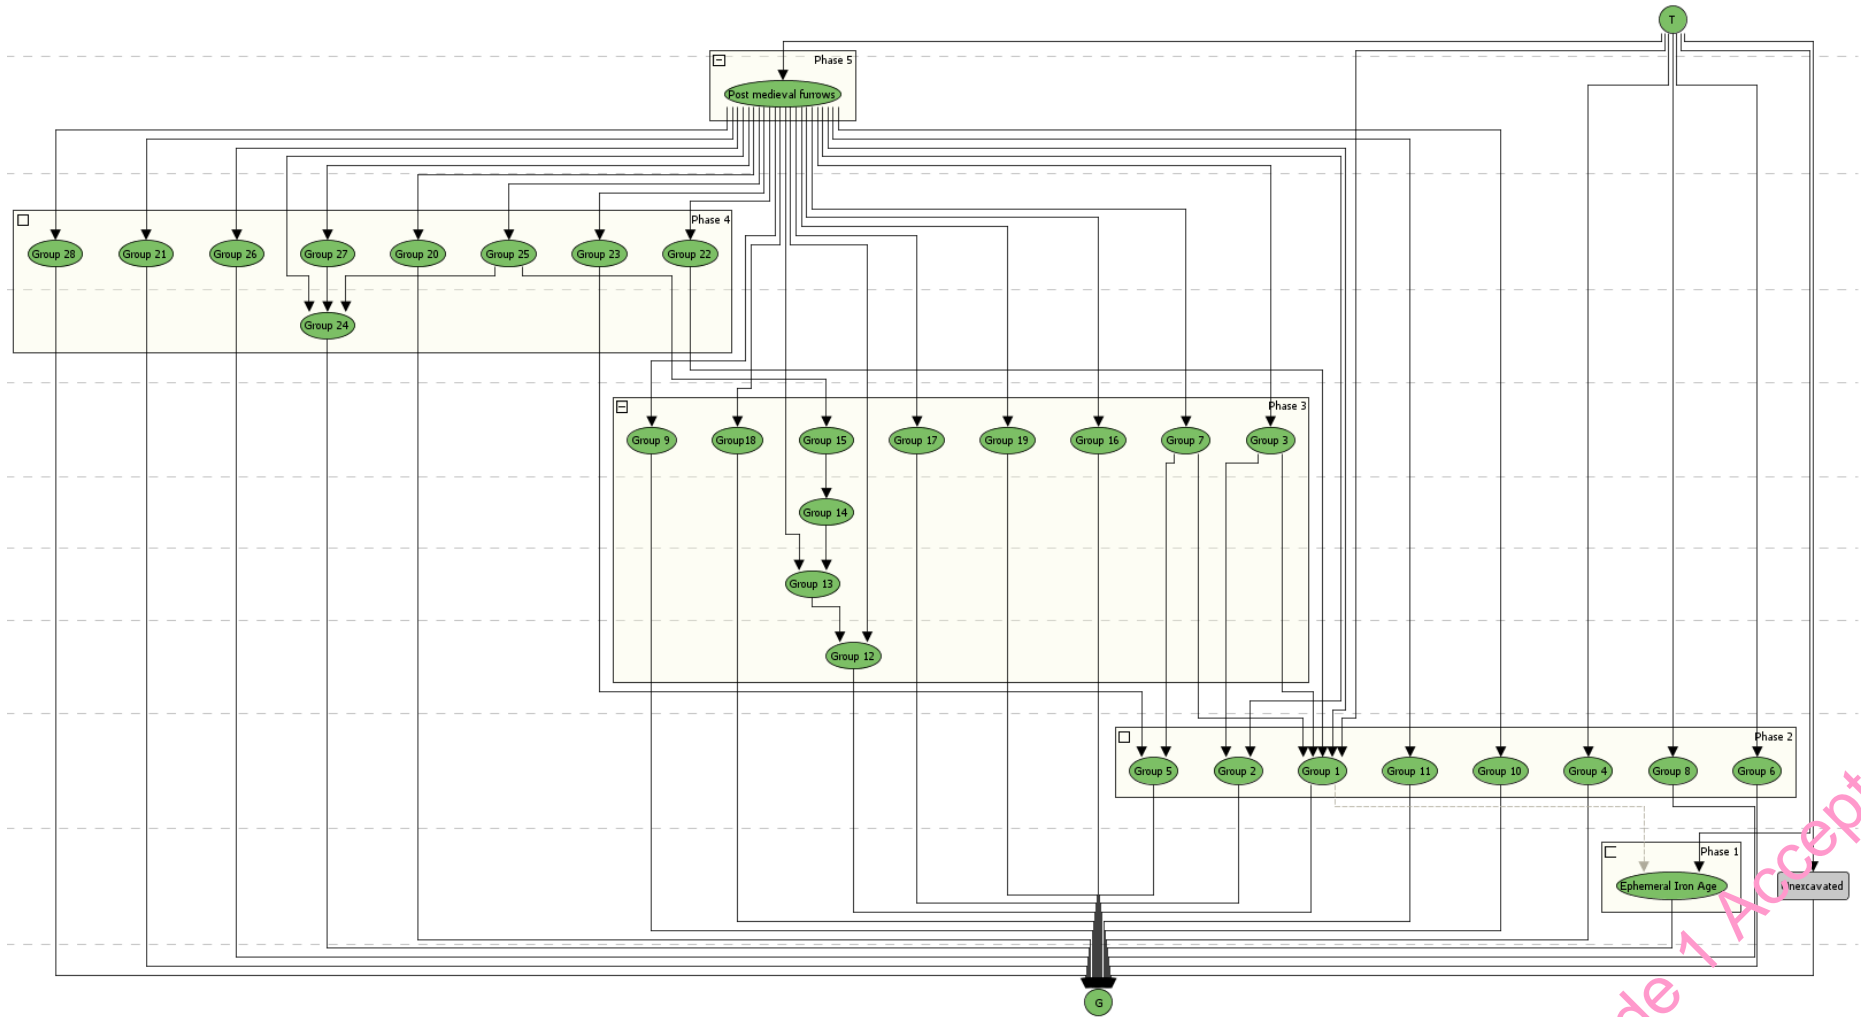 T
Phase 5
Post medieval furrows
Phase 4
Group 28
Group 21
Group 26
Group 27
Group 20
Group 25
Group 23
Group 22
Group 24
Phase 3
Group 9
Group18
Group 15
Group 17
Group 19
Group 16
Group 7
Group 3
Group 14
Group 13
Group 12
Phase 2
Group 5
Group 2
Group 1
Group 11
Group 10
Group 4
Group 8
Group 6
Phase 1
Ephemeral Iron Age
Unexcavated
G
de 1 Accept